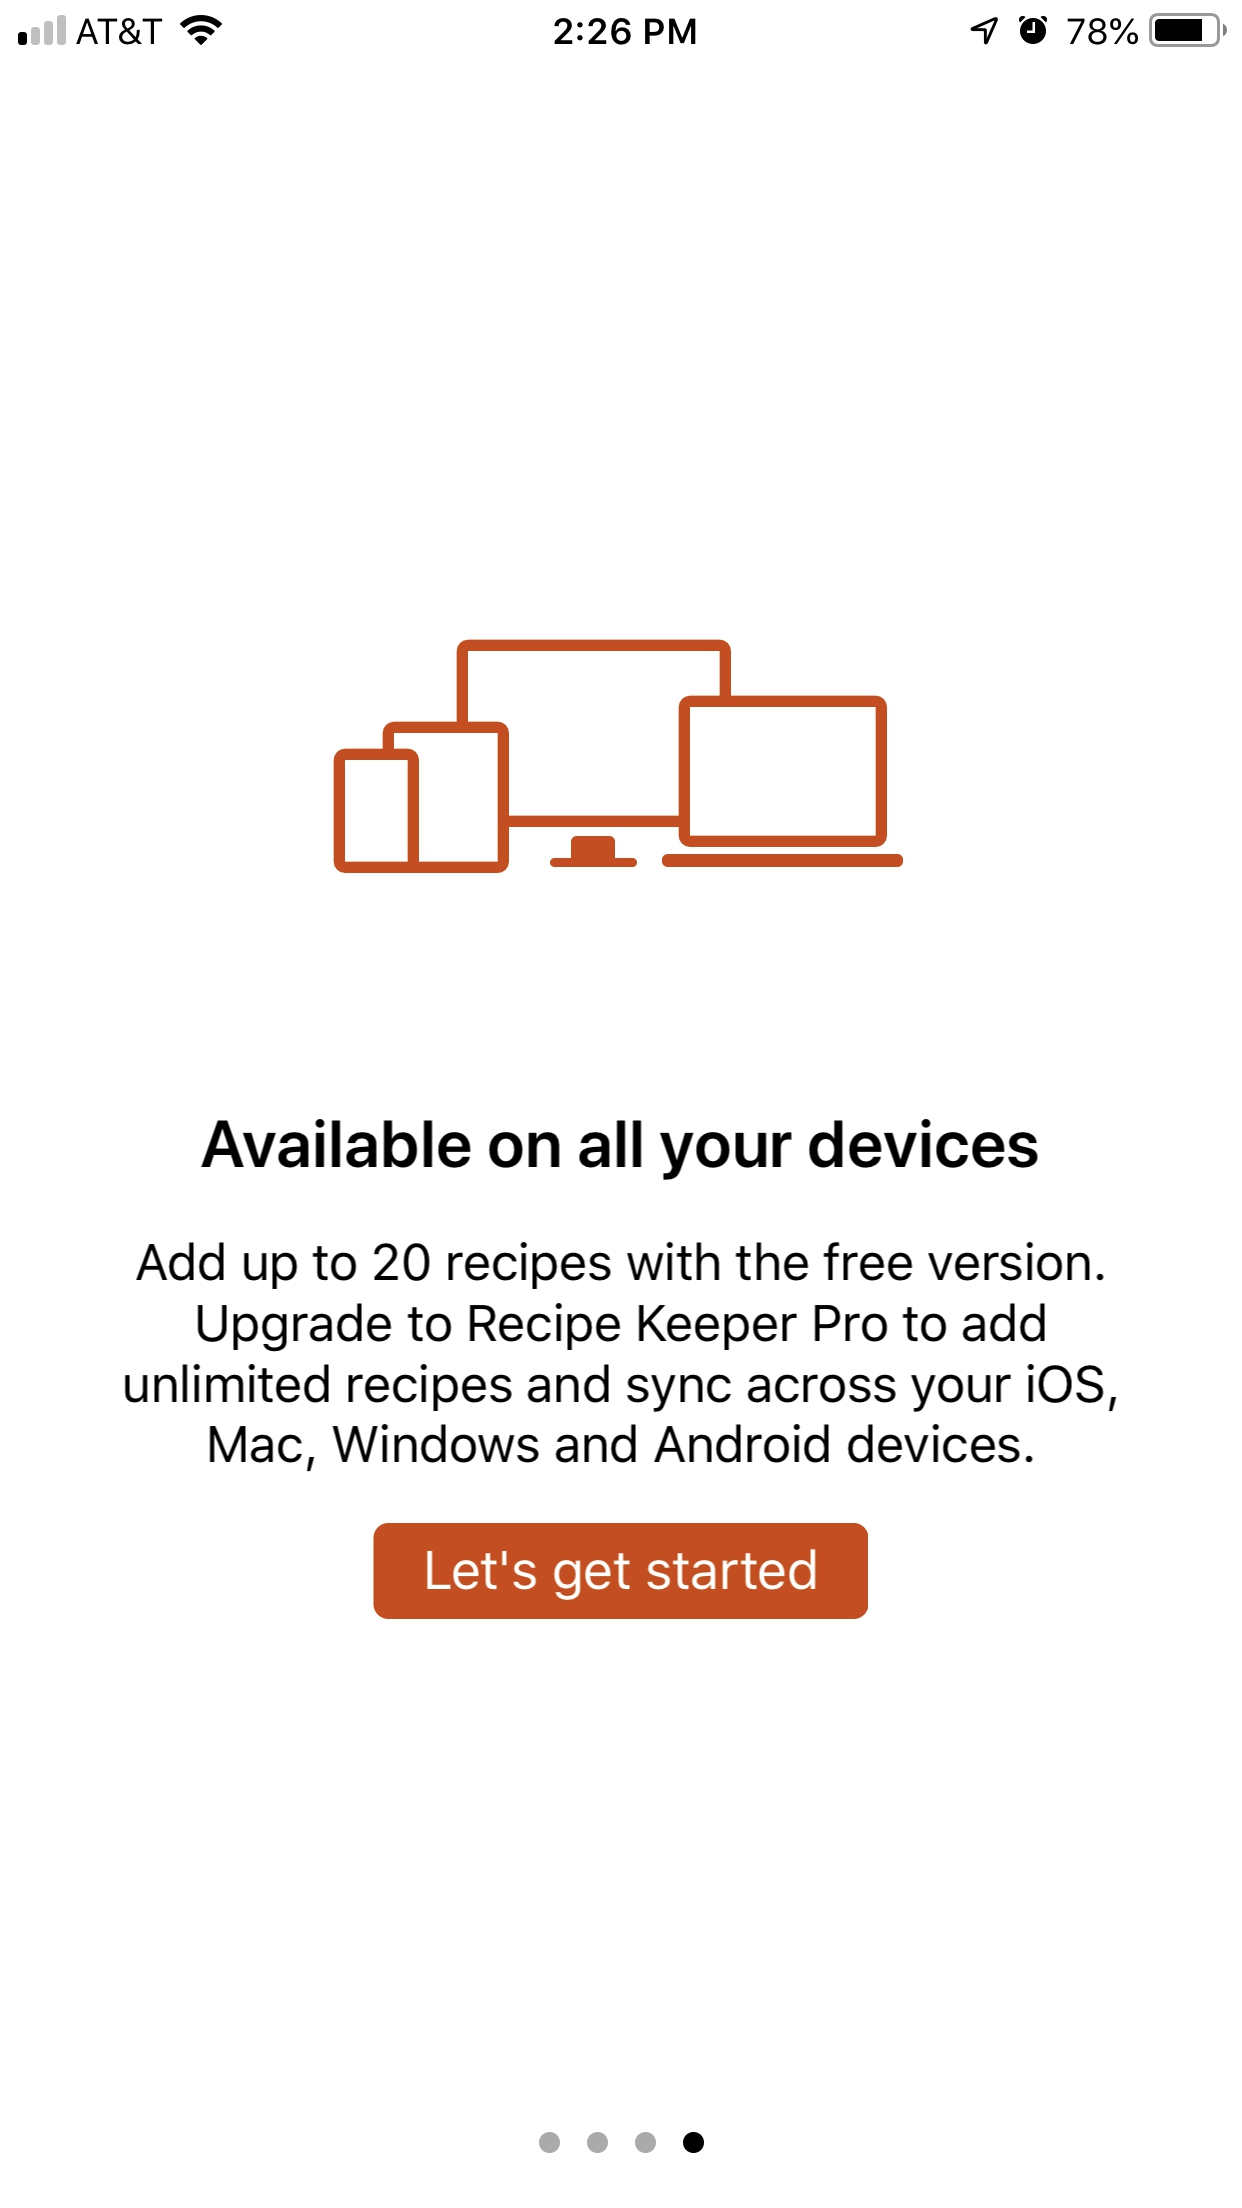 AT&T 2:26 PM 78%
Available on all your devices
Add up to 20 recipes with the free version.
Upgrade to Recipe Keeper Pro to add
unlimited recipes and sync across your iOS,
Mac, Windows and Android devices.
Let's get started